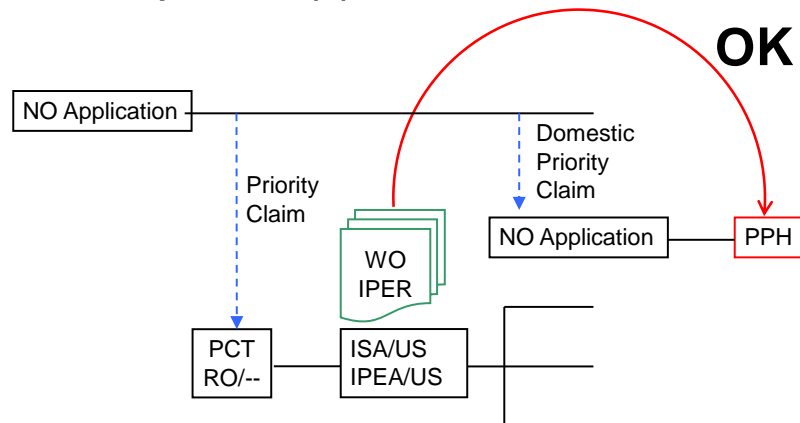 OK
NO Application
Priority
Claim
Domestic
Priority
Claim
WO
IPER
NO Application
PPH
PCT
RO/--
ISA/US
IPEA/US